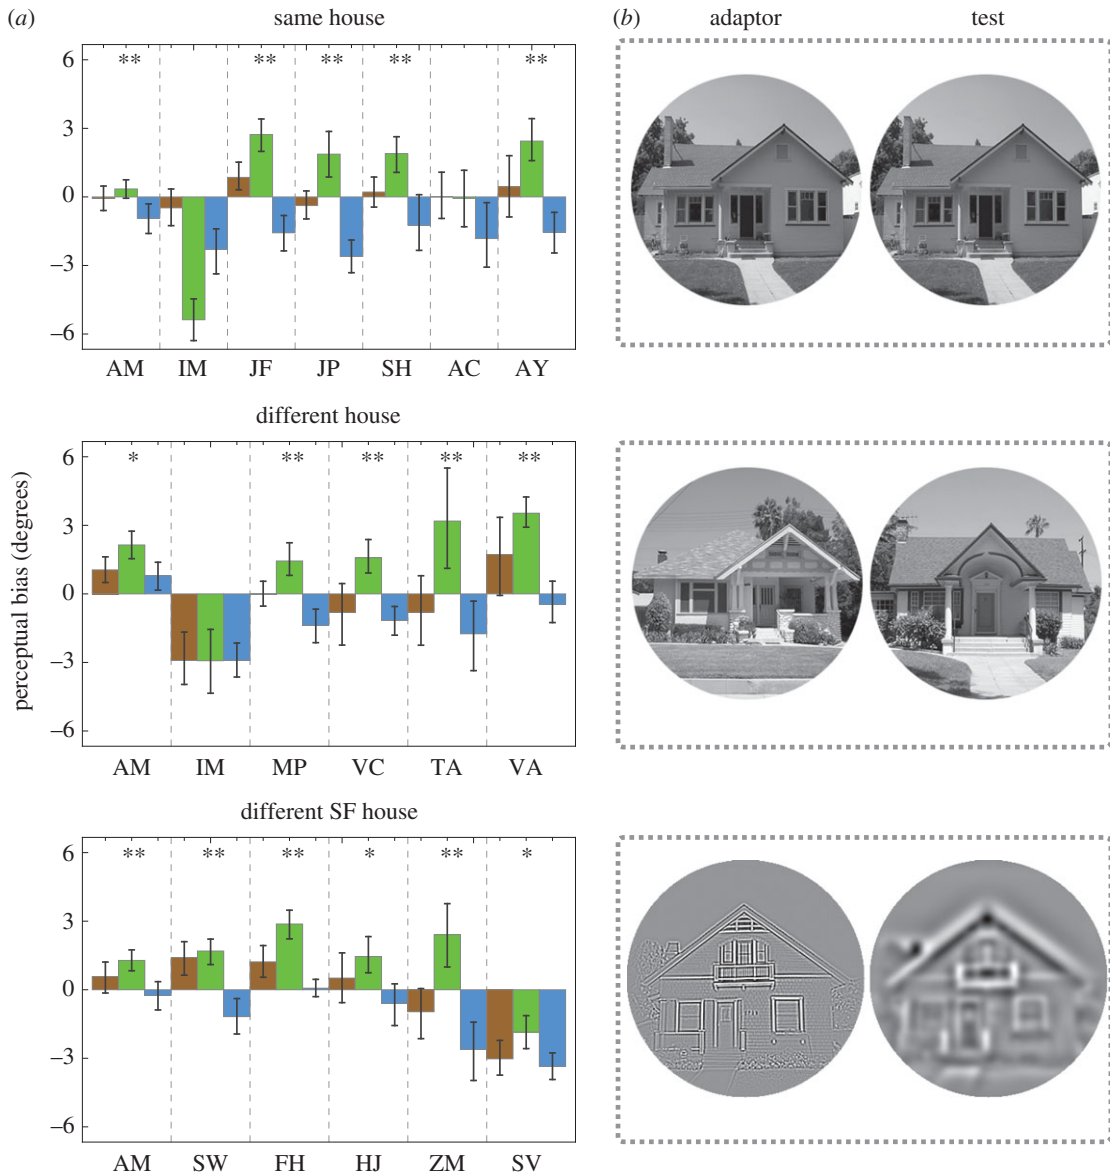 (a)
same house
6
3
0
−3
−6
** ** ** ** **
AM IM JF JP SH AC AY
different house
perceptual bias (degrees)
6
3
0
−3
−6
* ** ** ** **
AM IM MP VC TA VA
different SF house
6
3
0
−3
−6
** ** ** * ** *
AM SW FH HJ ZM SV
(b)
adaptor test